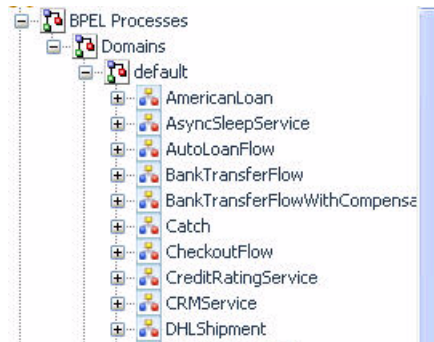 BPEL Processes
Domains
default
AmericanLoan
AsyncSleepService
AutoLoanFlow
BankTransferFlow
BankTransferFlowWithCompensa
Catch
CheckoutFlow
CreditRatingService
CRMService
DHLShipment